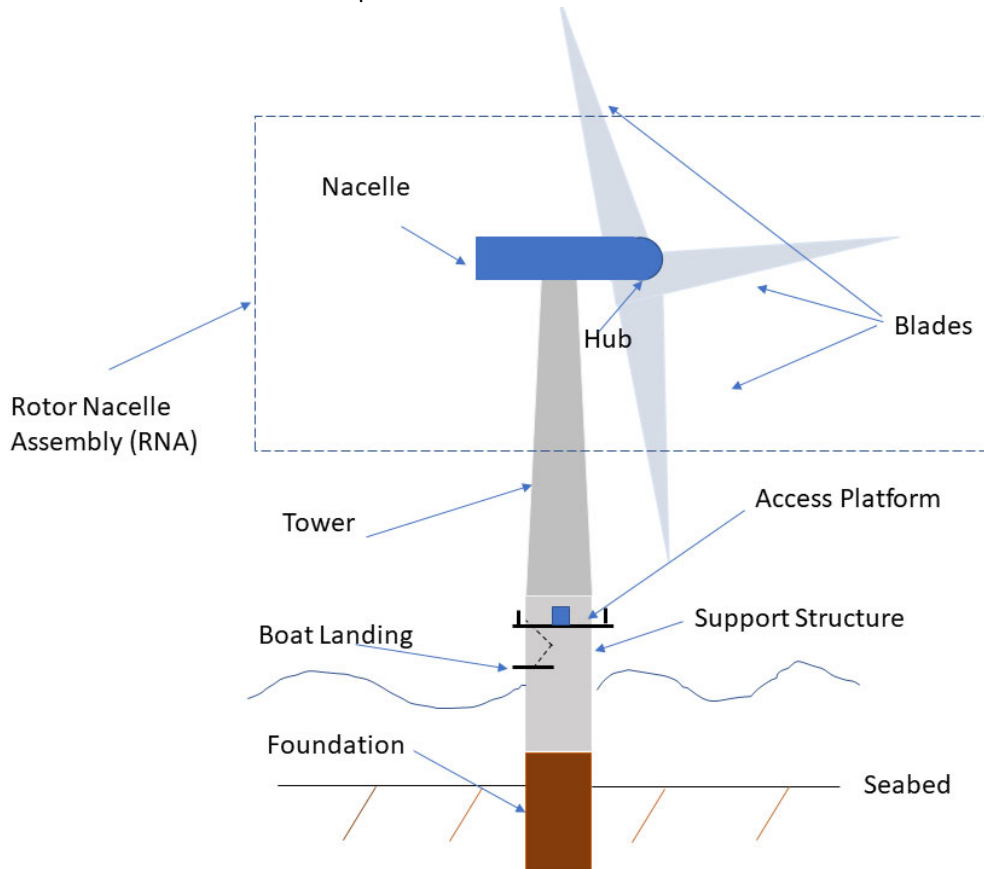 Nacelle
Hub
Blades
Rotor Nacelle
Assembly (RNA)
Access Platform
Tower
Support Structure
Boat Landing
Foundation
Seabed